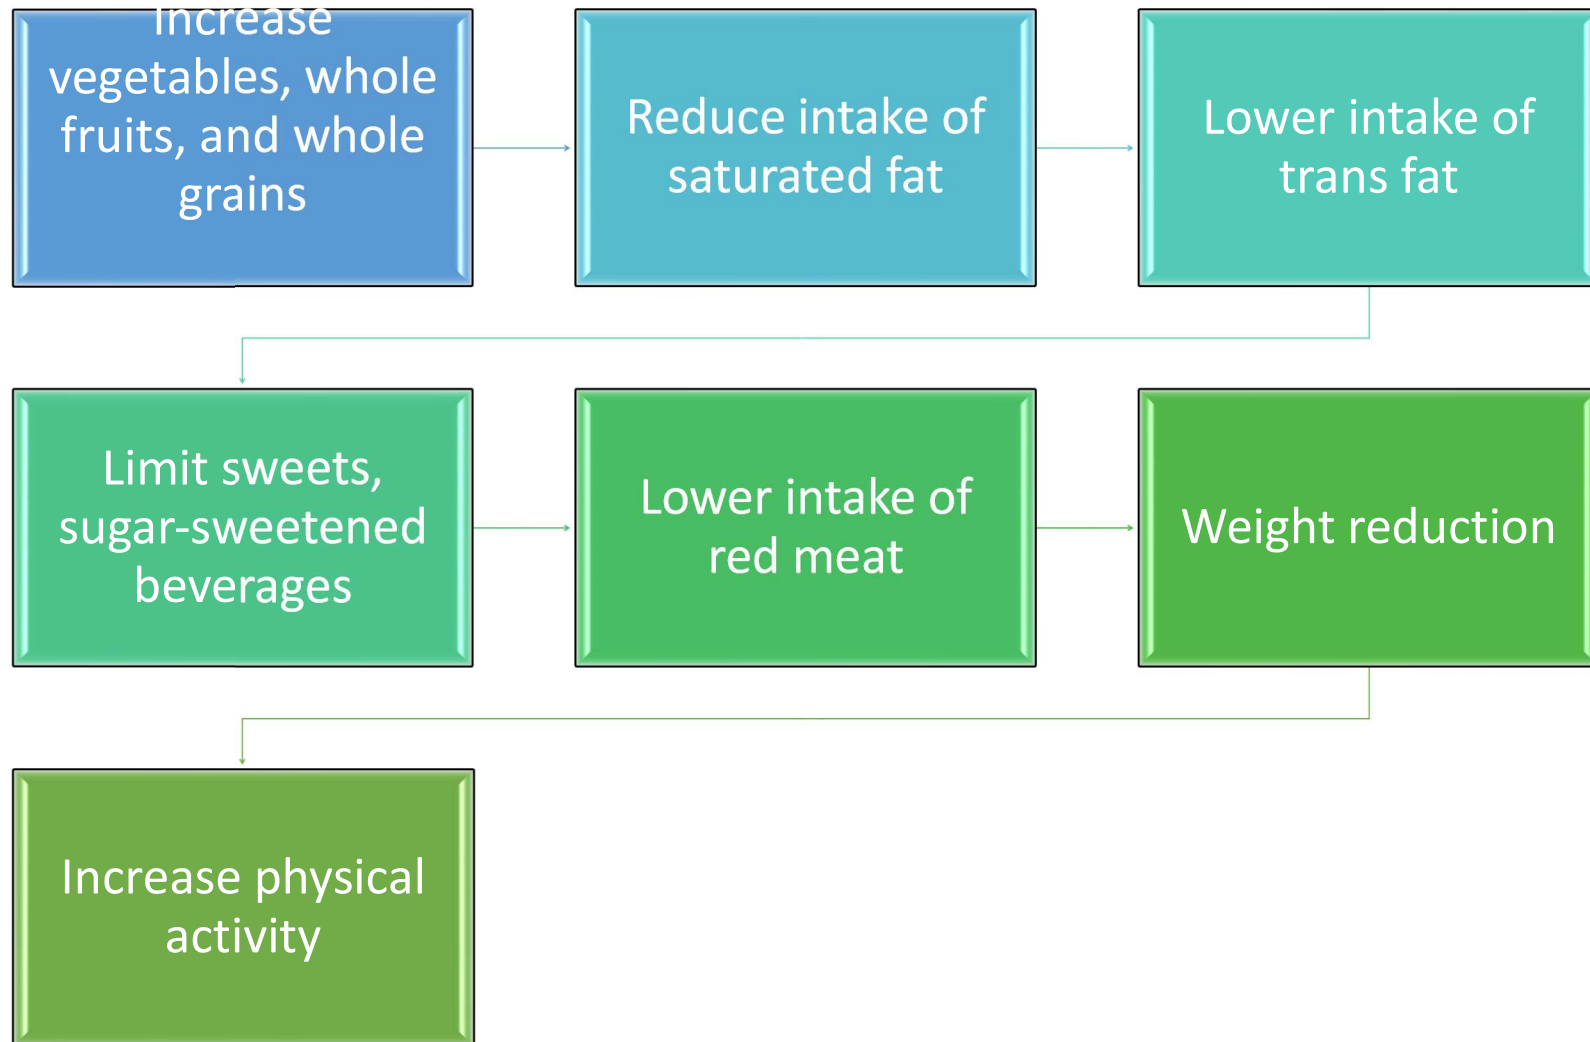 Increase
vegetables, whole
fruits, and whole
grains
Reduce intake of
saturated fat
Lower intake of
trans fat
Limit sweets,
sugar-sweetened
beverages
Lower intake of
red meat
Weight reduction
Increase physical
activity